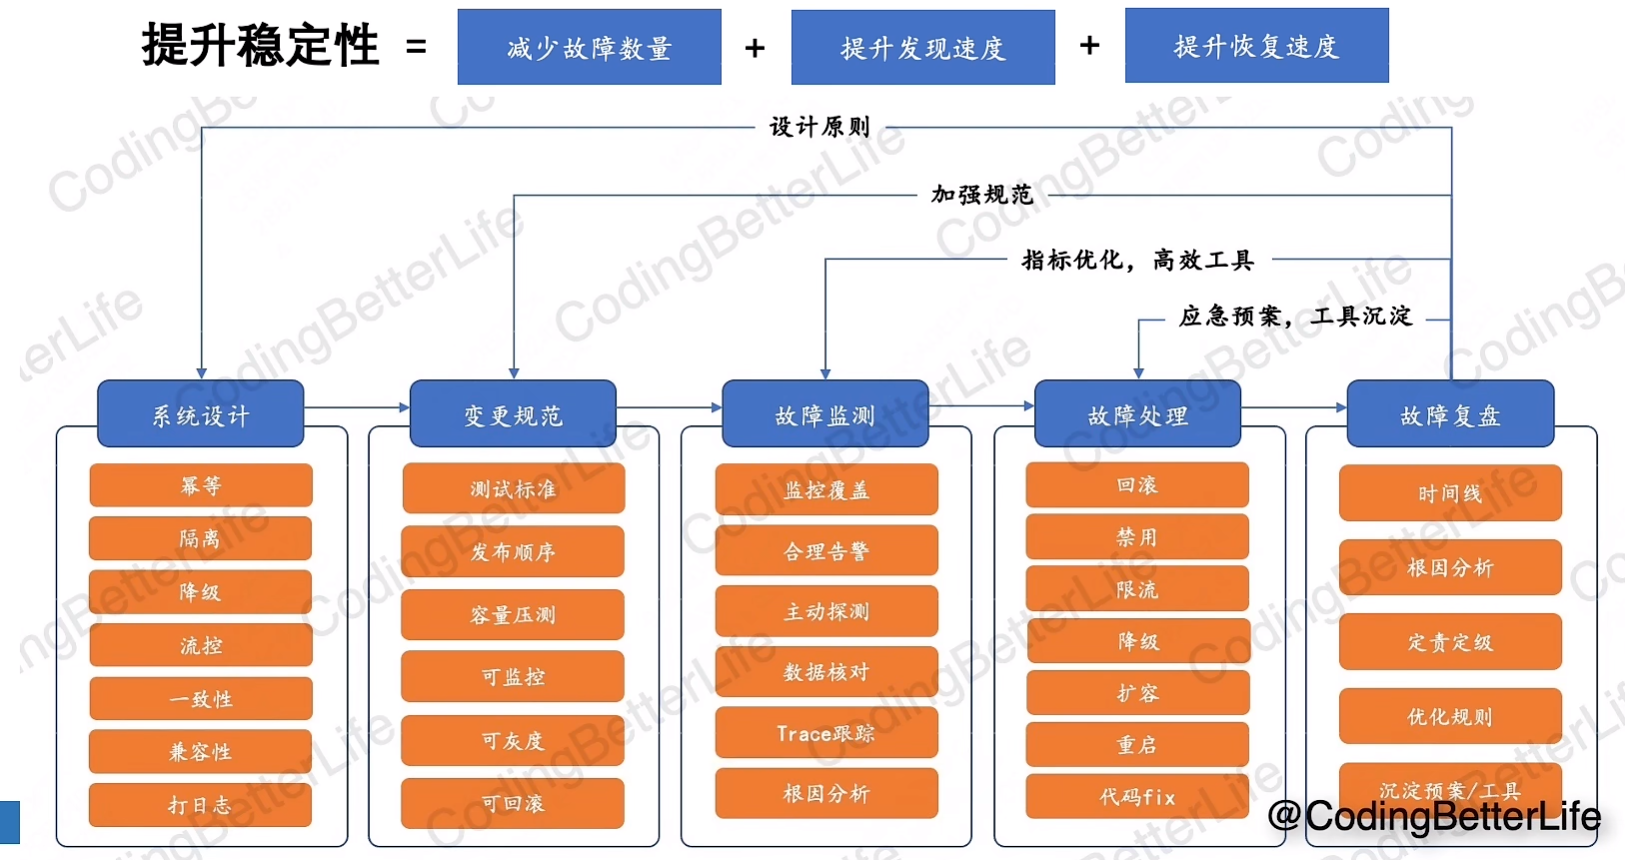 提升稳定性 = 减少故障数量 + 提升发现速度 + 提升恢复速度
设计原则
加强规范
指标优化，高效工具
应急预案，工具沉淀
系统设计
幂等
隔离
降级
流控
一致性
兼容性
打日志
变更规范
测试标准
发布顺序
容量压测
可监控
可灰度
可回滚
故障监测
监控覆盖
合理告警
主动探测
数据核对
Trace跟踪
根因分析
故障处理
回滚
禁用
限流
降级
扩容
重启
代码fix
故障复盘
时间线
根因分析
定责定级
优化规则
沉淀预案/工具
@CodingBetterLife
CodingBetterLife